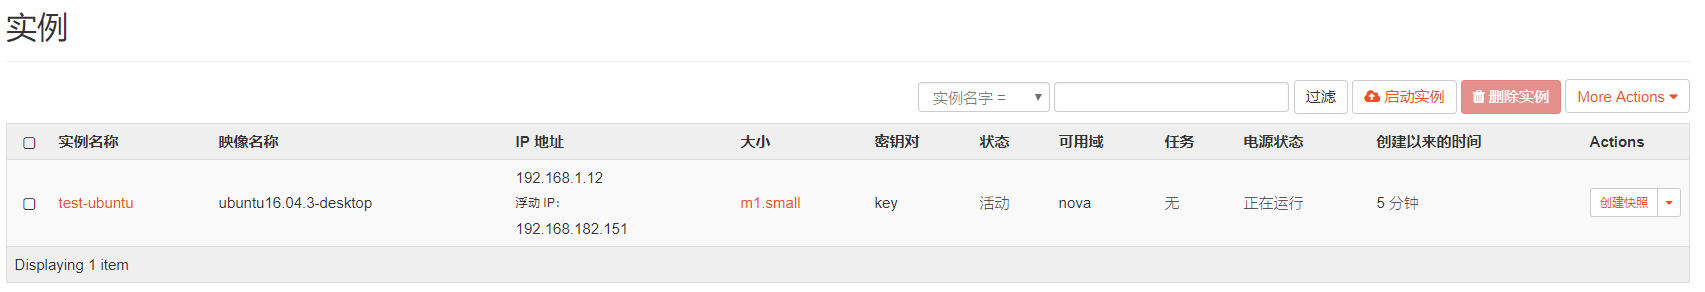 实例
实例名字 = 过滤 启动实例 删除实例 More Actions
实例名称 映像名称 IP 地址 大小 密钥对 状态 可用域 任务 电源状态 创建以来的时间 Actions
192.168.1.12
test-ubuntu ubuntu16.04.3-desktop 浮动 IP: m1.small key 活动 nova 无 正在运行 5 分钟 创建快照
192.168.182.151
Displaying 1 item